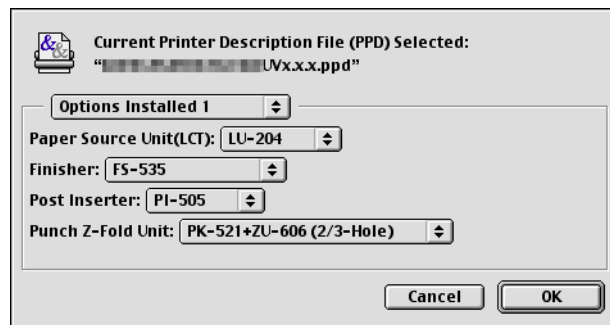 Current Printer Description File (PPD) Selected:
“UVx.x.x.ppd”
Options Installed 1
Paper Source Unit(LCT): LU-204
Finisher: FS-535
Post Inserter: PI-505
Punch Z-Fold Unit: PK-521+ZU-606 (2/3-Hole)
Cancel OK